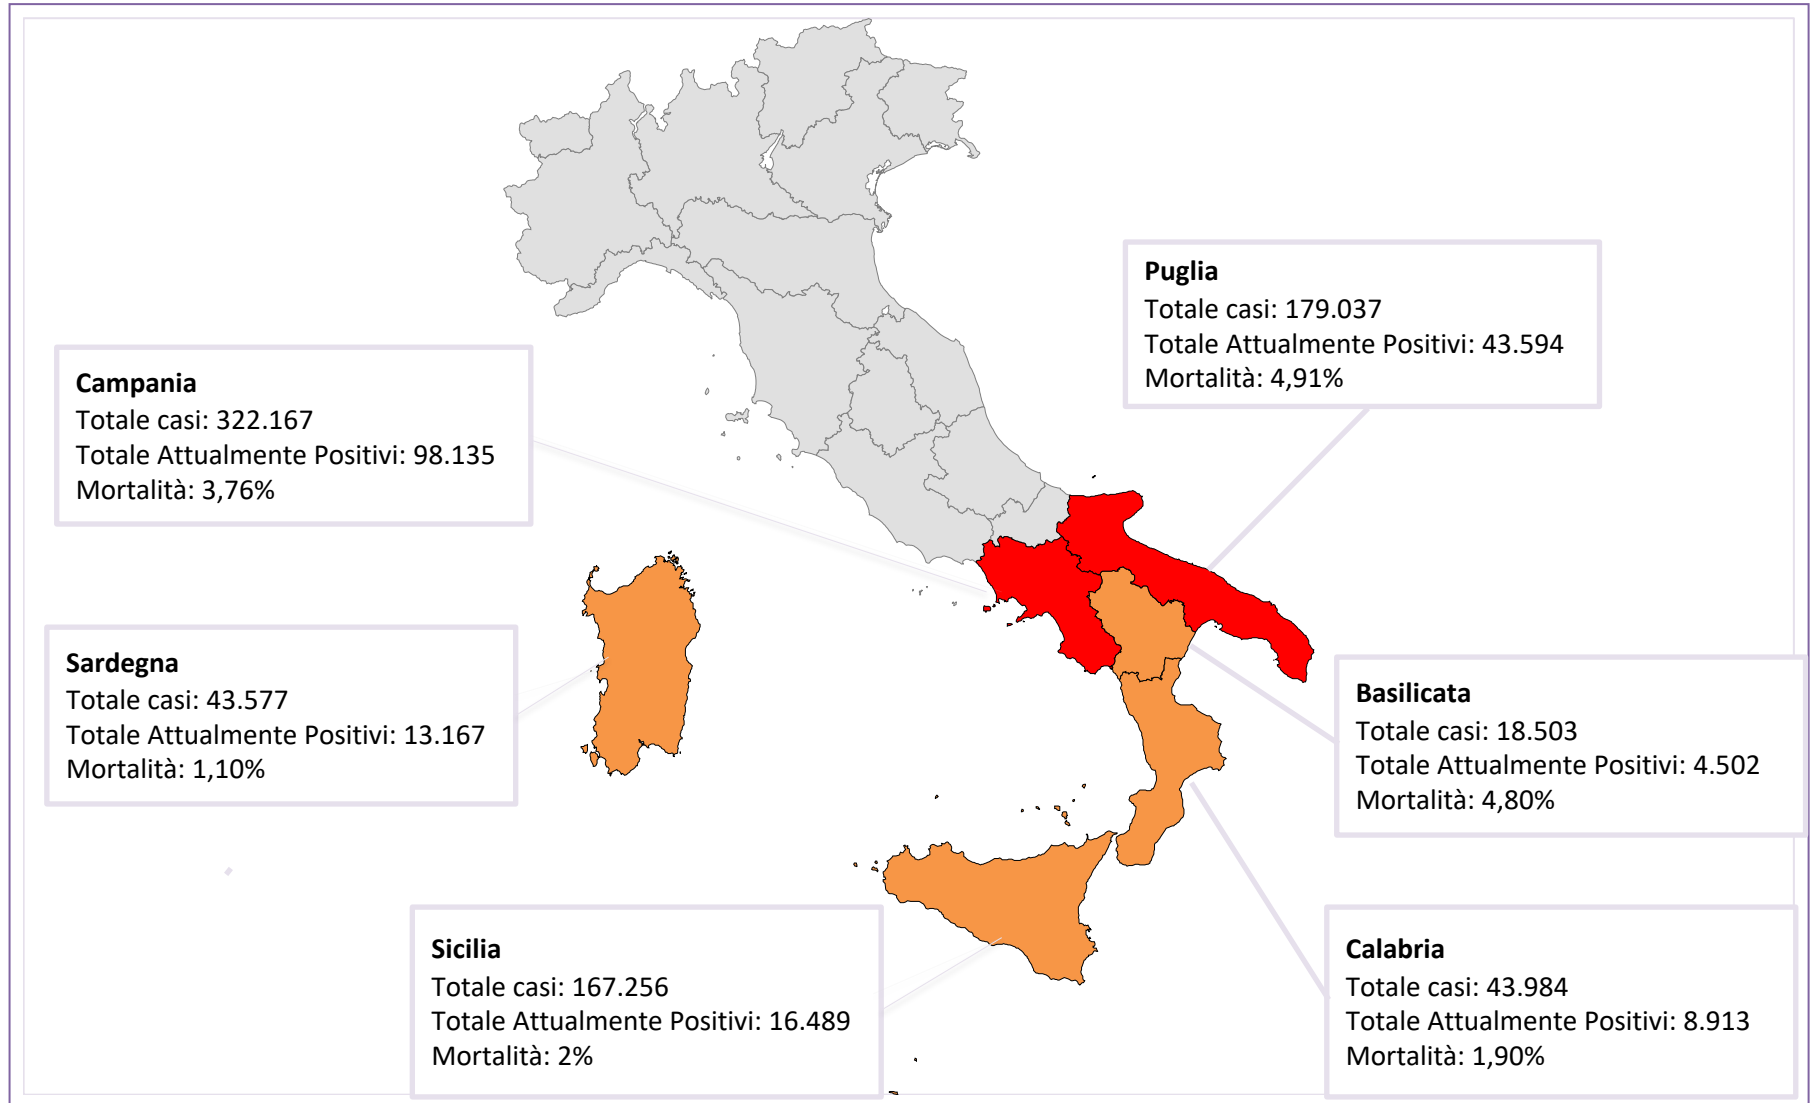 Puglia
Totale casi: 179.037
Totale Attualmente Positivi: 43.594
Mortalità: 4,91%
Campania
Totale casi: 322.167
Totale Attualmente Positivi: 98.135
Mortalità: 3,76%
Sardegna
Totale casi: 43.577
Totale Attualmente Positivi: 13.167
Mortalità: 1,10%
Basilicata
Totale casi: 18.503
Totale Attualmente Positivi: 4.502
Mortalità: 4,80%
Sicilia
Totale casi: 167.256
Totale Attualmente Positivi: 16.489
Mortalità: 2%
Calabria
Totale casi: 43.984
Totale Attualmente Positivi: 8.913
Mortalità: 1,90%